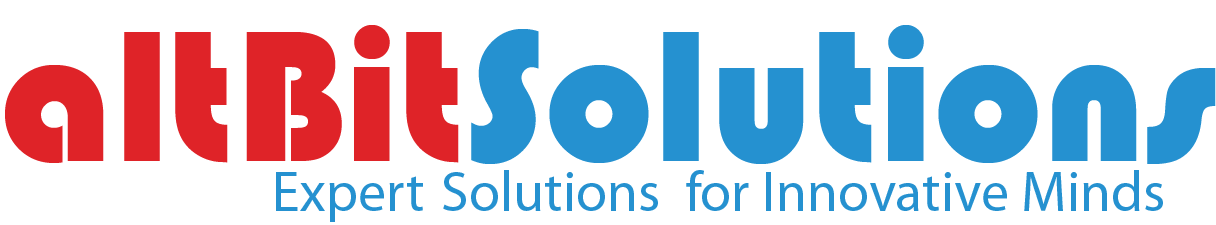 altBitSolutions
Expert Solutions for Innovative Minds